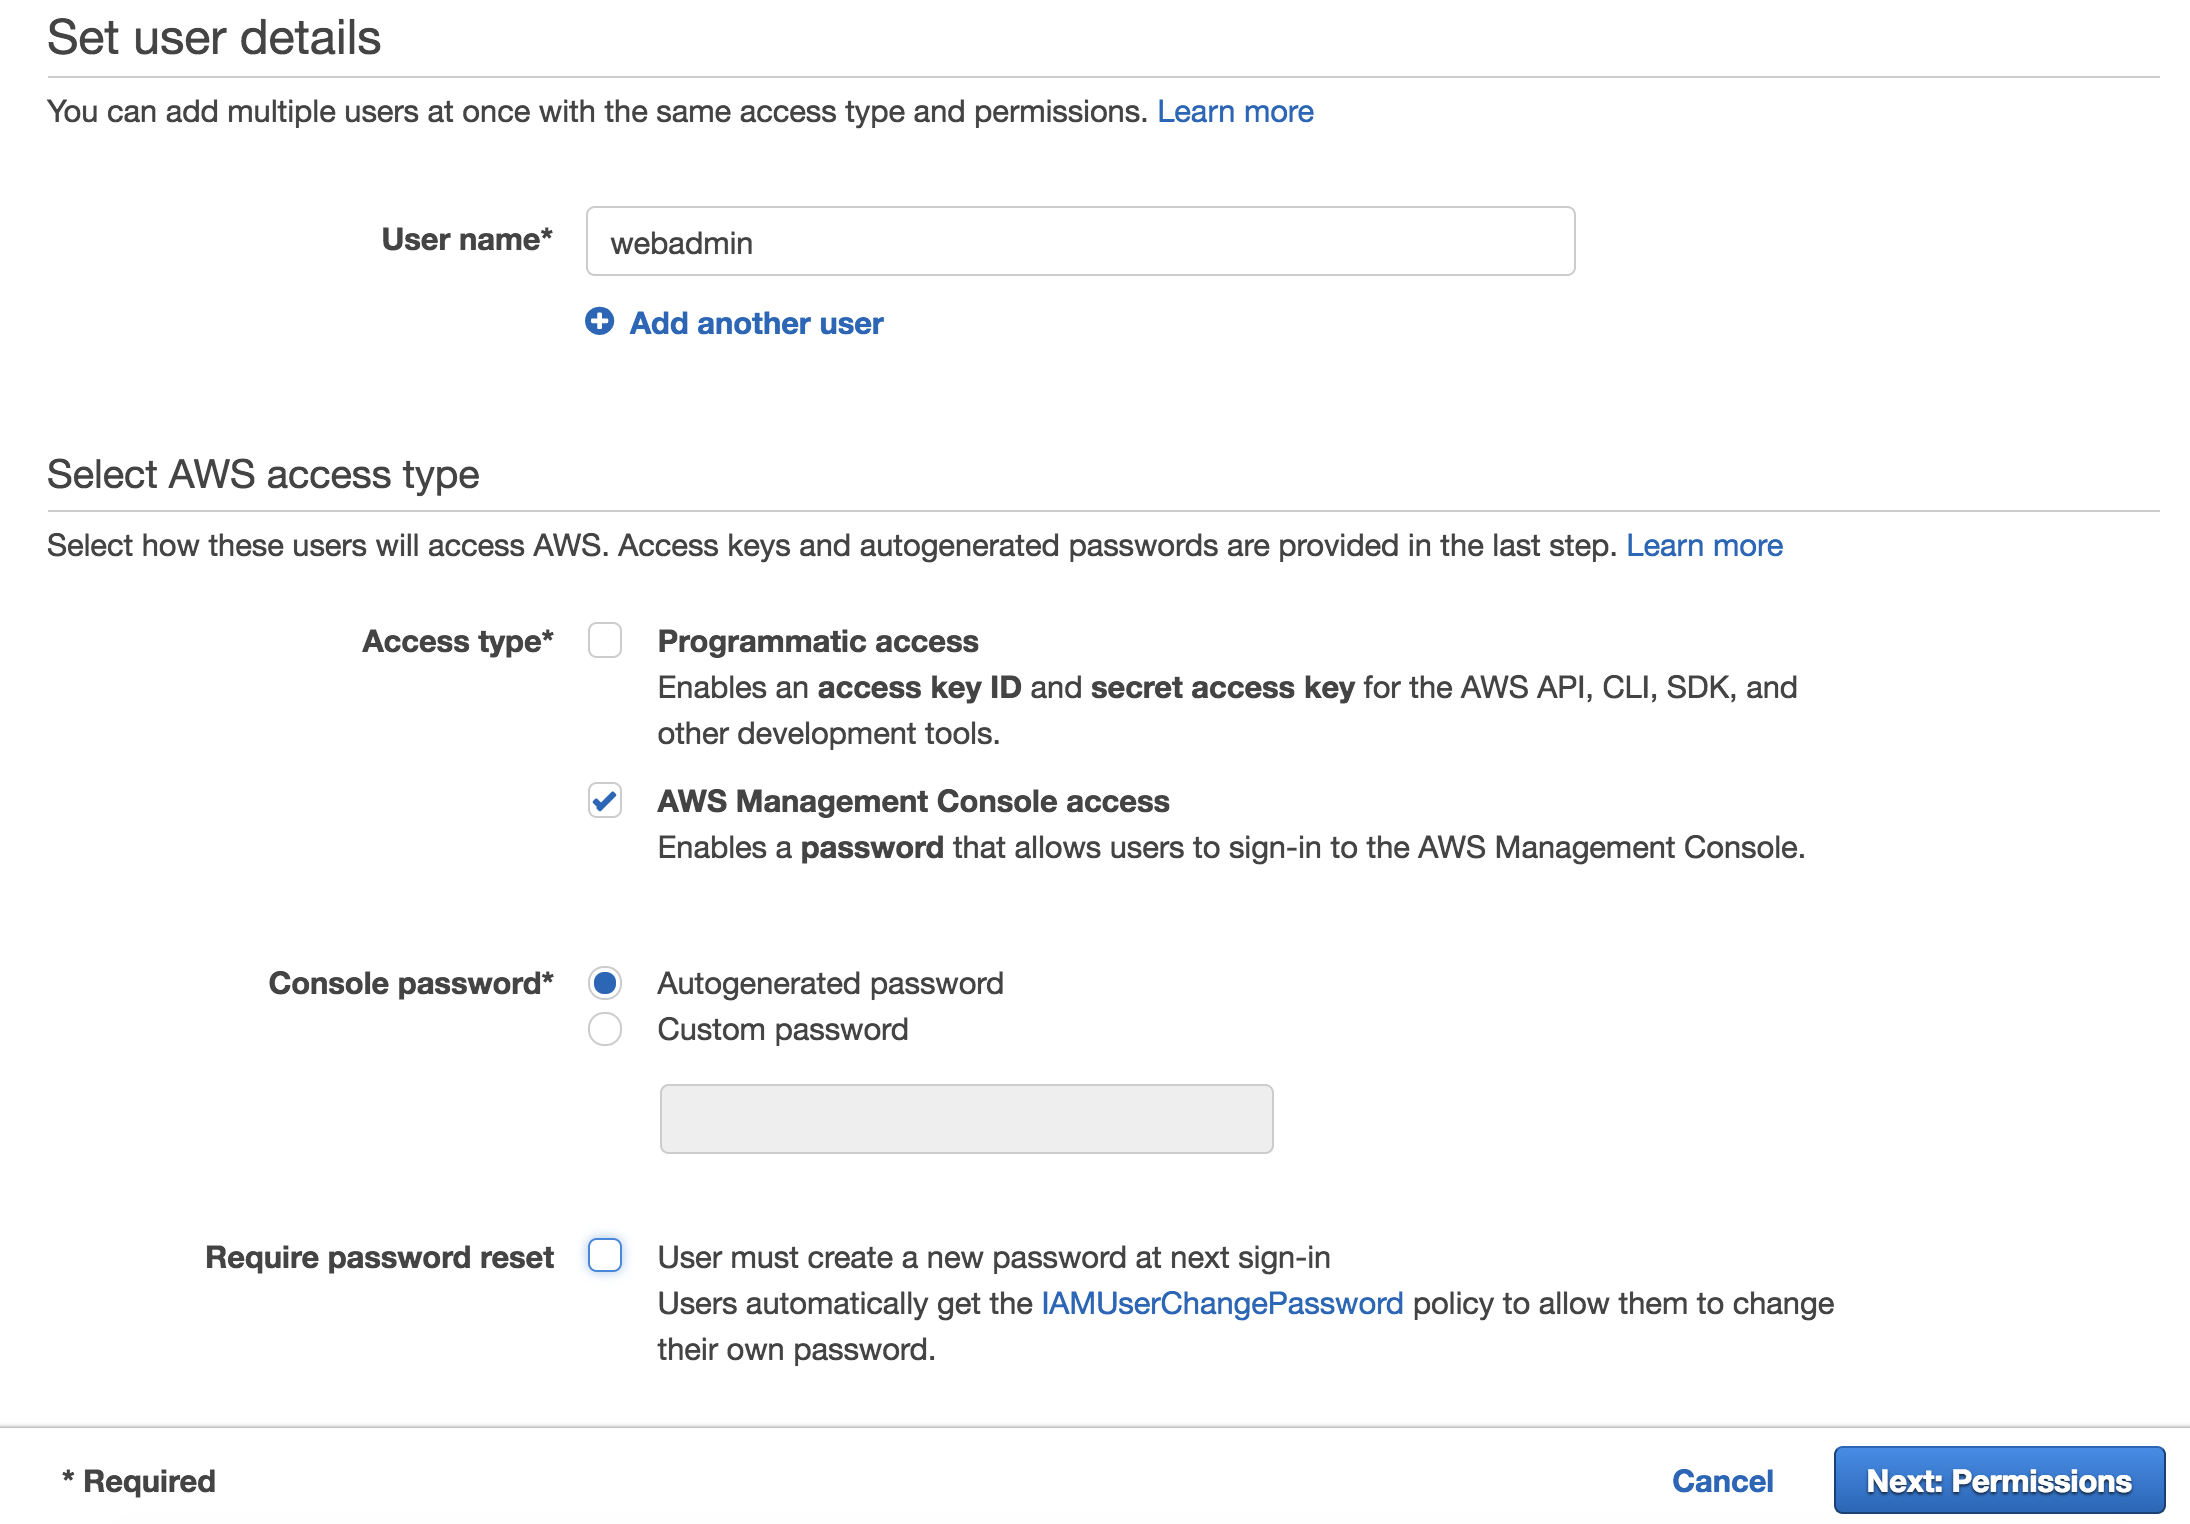 Set user details
You can add multiple users at once with the same access type and permissions. Learn more
User name* webadmin
Add another user
Select AWS access type
Select how these users will access AWS. Access keys and autogenerated passwords are provided in the last step. Learn more
Access type* Programmatic access
Enables an access key ID and secret access key for the AWS API, CLI, SDK, and
other development tools.
AWS Management Console access
Enables a password that allows users to sign-in to the AWS Management Console.
Console password* Autogenerated password
Custom password
Require password reset User must create a new password at next sign-in
Users automatically get the IAMUserChangePassword policy to allow them to change
their own password.
* Required Cancel Next: Permissions